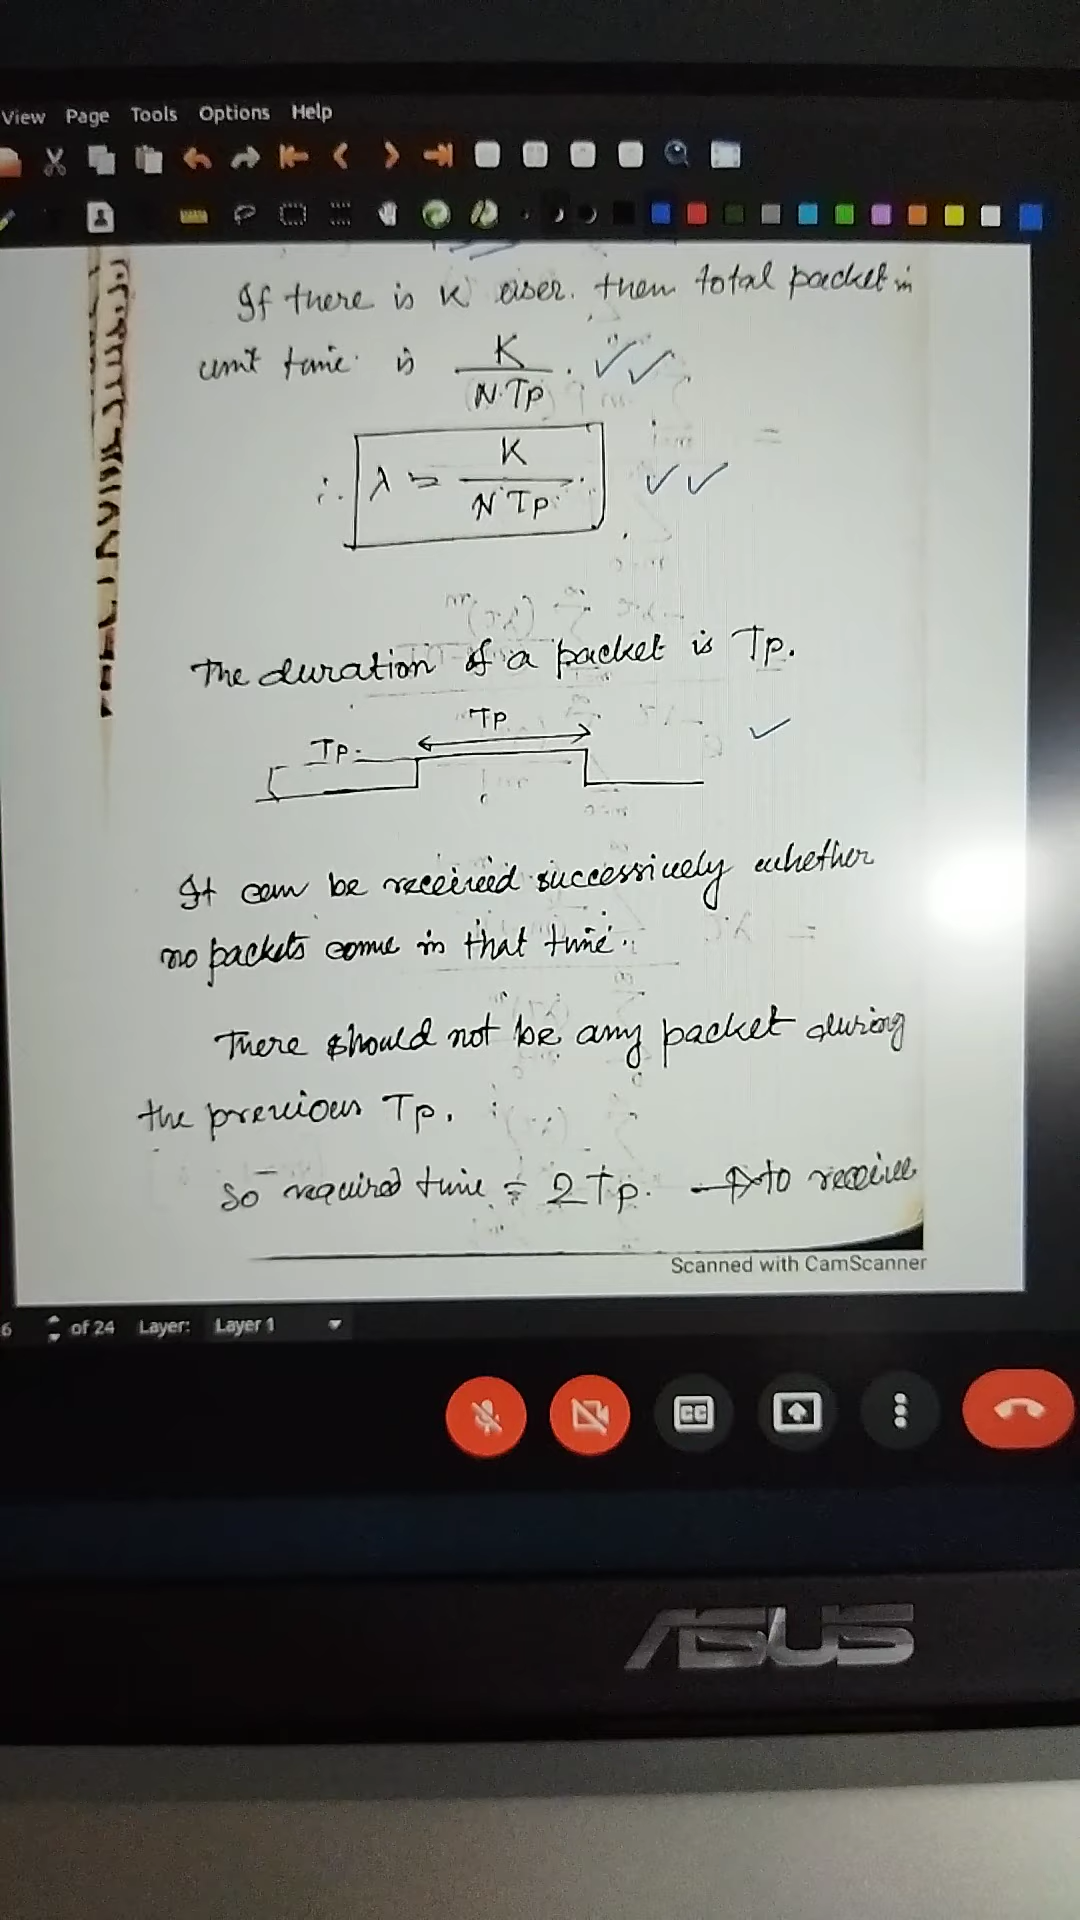 View Page Tools Options Help
If there is K user. then total packet in
unit time is K / N.Tp .
∴ λ = K / N Tp .
The duration of a packet is Tp.
Tp
Tp.
It can be received successively whether
no packets come in that time.
There should not be any packet during
the previous Tp.
So required time = 2Tp. → to receive
Scanned with CamScanner
6 of 24 Layer: Layer 1
CC
ASUS